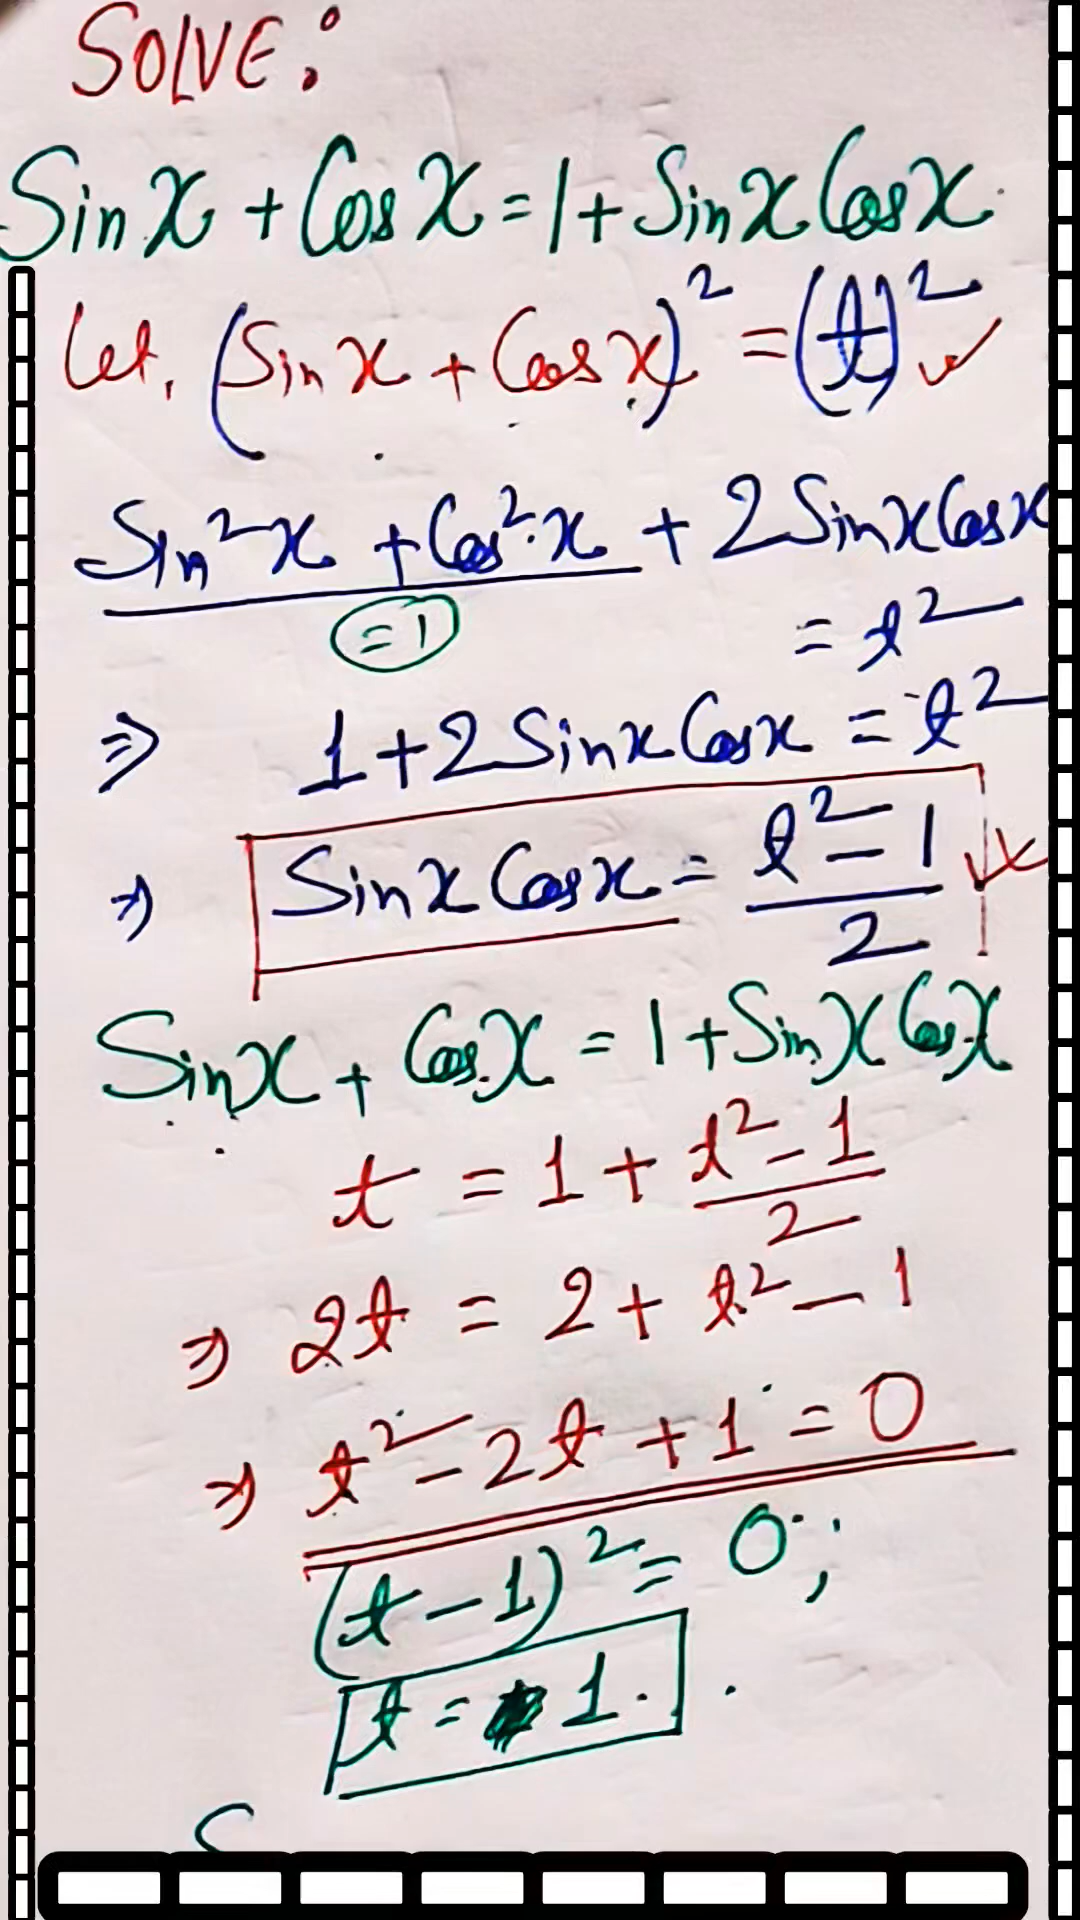 SOLVE:
Sin x + Cos x = 1 + Sin x Cos x
Let, (Sin x + Cos x)² = (t)² ✓
Sin²x + Cos²x + 2 Sin x Cos x
= 1 = t²
⇒ 1 + 2 Sin x Cos x = t²
⇒ Sin x Cos x = (t² – 1)/2
Sin x + Cos x = 1 + Sin x Cos x
t = 1 + (t² – 1)/2
⇒ 2t = 2 + t² – 1
⇒ t² – 2t + 1 = 0
(t – 1)² = 0;
t = 1.